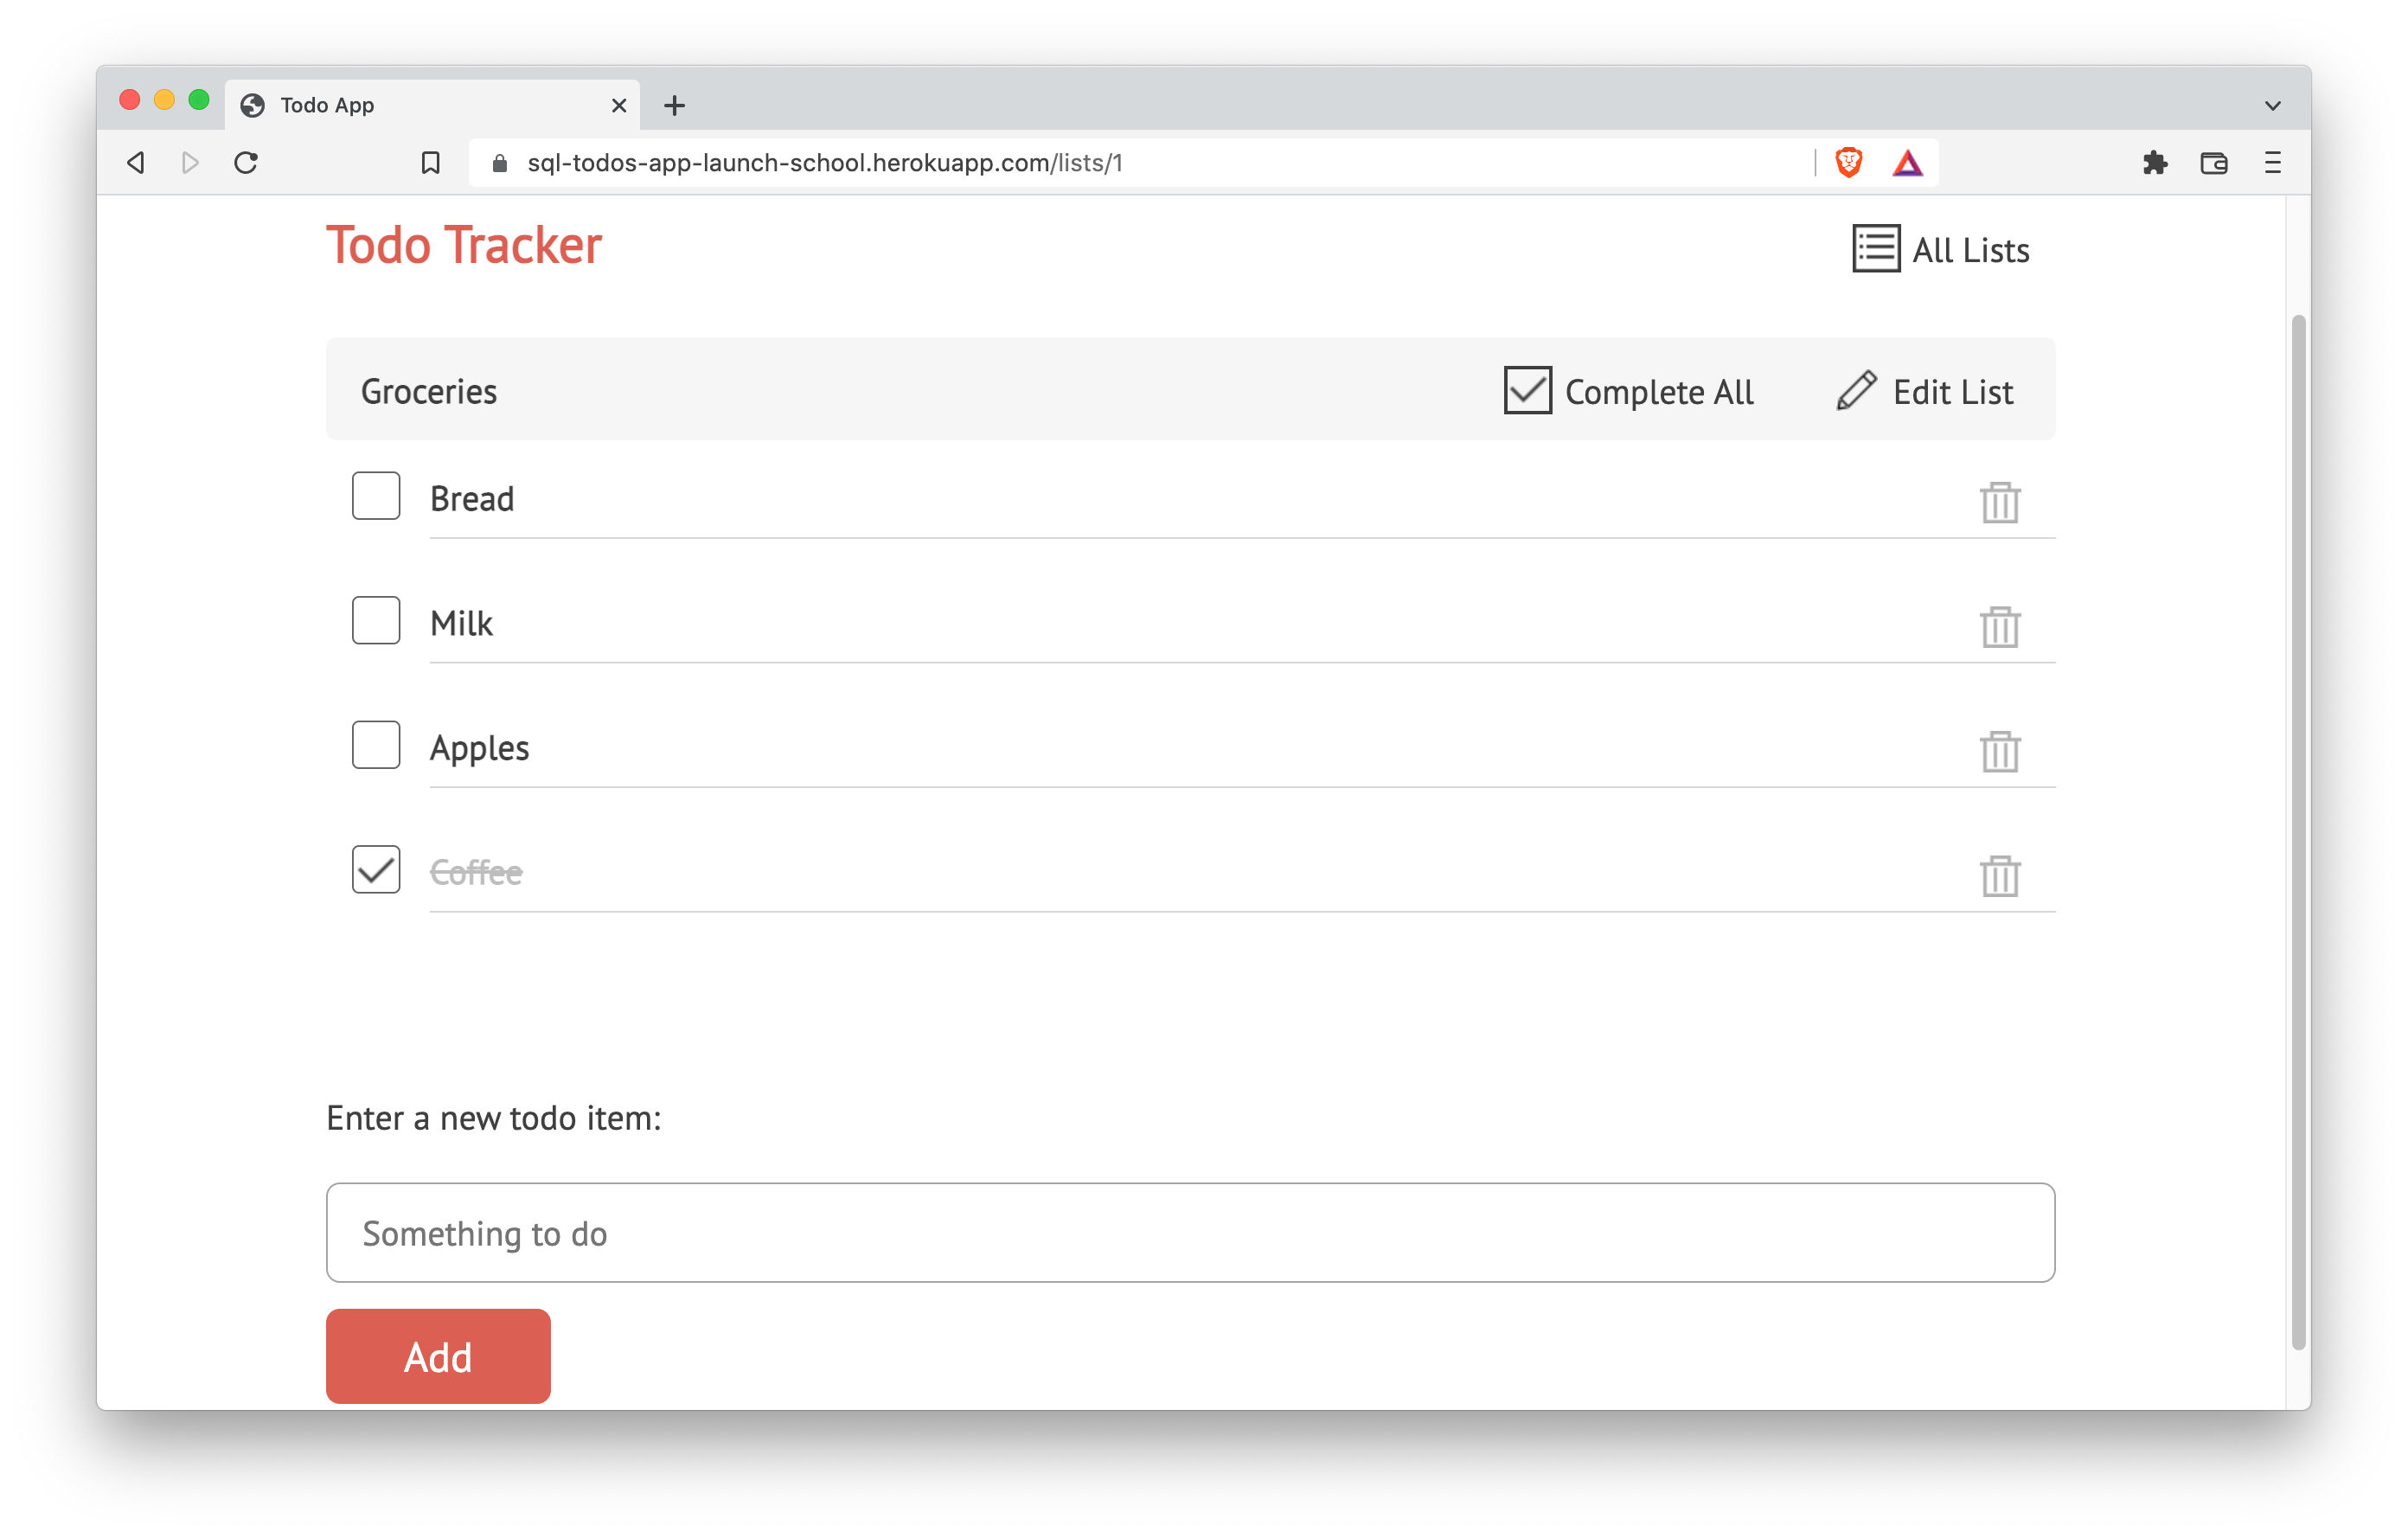 Todo App
sql-todos-app-launch-school.herokuapp.com/lists/1
Todo Tracker
All Lists
Groceries
Complete All
Edit List
Bread
Milk
Apples
Coffee
Enter a new todo item:
Something to do
Add